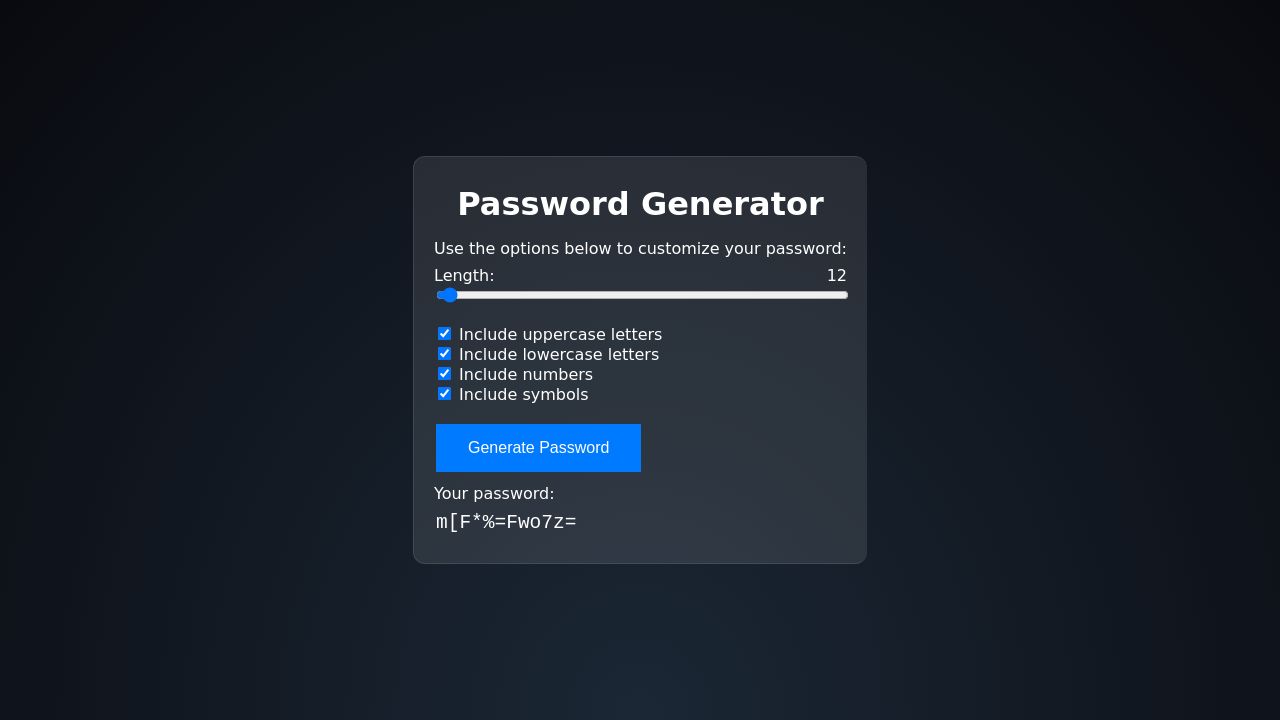 Password Generator
Use the options below to customize your password:
Length: 12
Include uppercase letters
Include lowercase letters
Include numbers
Include symbols
Generate Password
Your password:
m[F*%=Fwo7z=